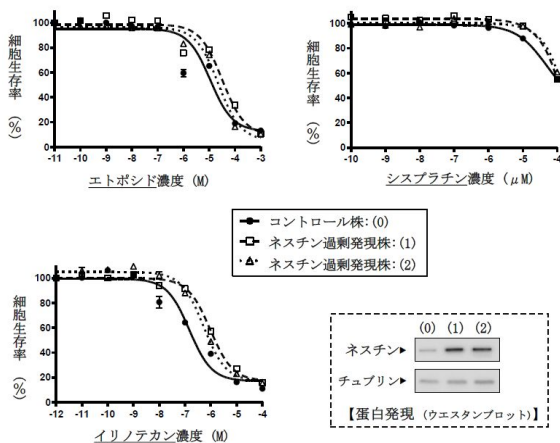 細胞生存率(%)
100
80
60
40
20
0
-11 -10 -9 -8 -7 -6 -5 -4 -3
エトポシド濃度 (M)
細胞生存率(%)
100
80
60
40
20
0
-10 -9 -8 -7 -6 -5 -4
シスプラチン濃度 (μM)
コントロール株:(0)
ネスチン過剰発現株:(1)
ネスチン過剰発現株:(2)
細胞生存率(%)
100
80
60
40
20
0
-12 -11 -10 -9 -8 -7 -6 -5 -4
イリノテカン濃度 (M)
(0) (1) (2)
ネスチン▶
チュブリン▶
【蛋白発現 (ウエスタンブロット)】